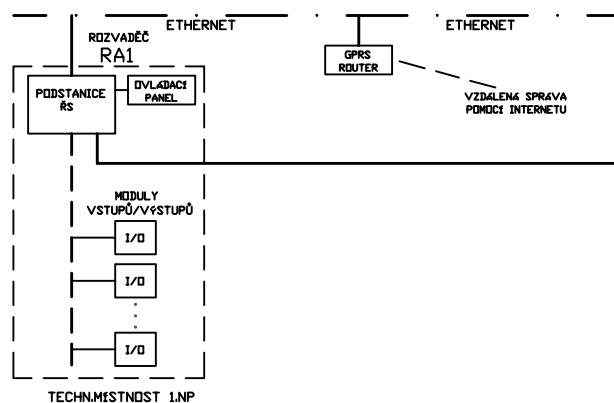 ETHERNET
ETHERNET
ROZVADĚČ
RA1
GPRS
ROUTER
PODSTANICE
ŘS
OVLÁDACÍ
PANEL
VZDÁLENÁ SPRÁVA
POMOCÍ INTERNETU
MODULY
VSTUPŮ/VÝSTUPŮ
I/O
I/O
I/O
TECHN.MÍSTNOST 1.NP